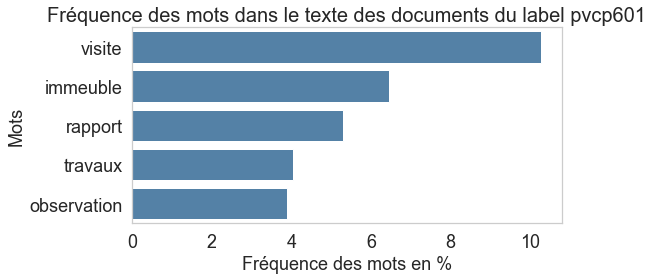 Fréquence des mots dans le texte des documents du label pvcp601
visite
immeuble
rapport
travaux
observation
Mots
0 2 4 6 8 10
Fréquence des mots en %